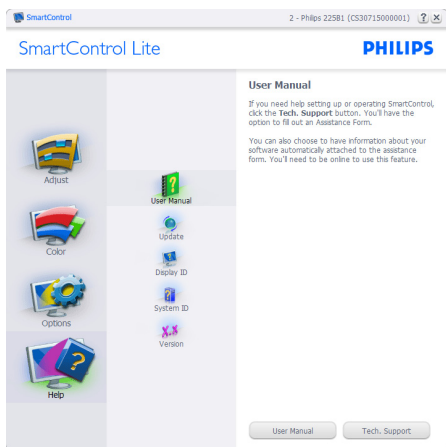 SmartControl
2 - Philips 225B1 (CS30715000001)
? X
SmartControl Lite
PHILIPS
Adjust
Color
Options
Help
User Manual
Update
Display ID
System ID
X.X
Version
User Manual
If you need help setting up or operating SmartControl,
click the Tech. Support button. You'll have the
option to fill out an Assistance Form.
You can also choose to have information about your
software automatically attached to the assistance
form. You'll need to be online to use this feature.
User Manual
Tech. Support